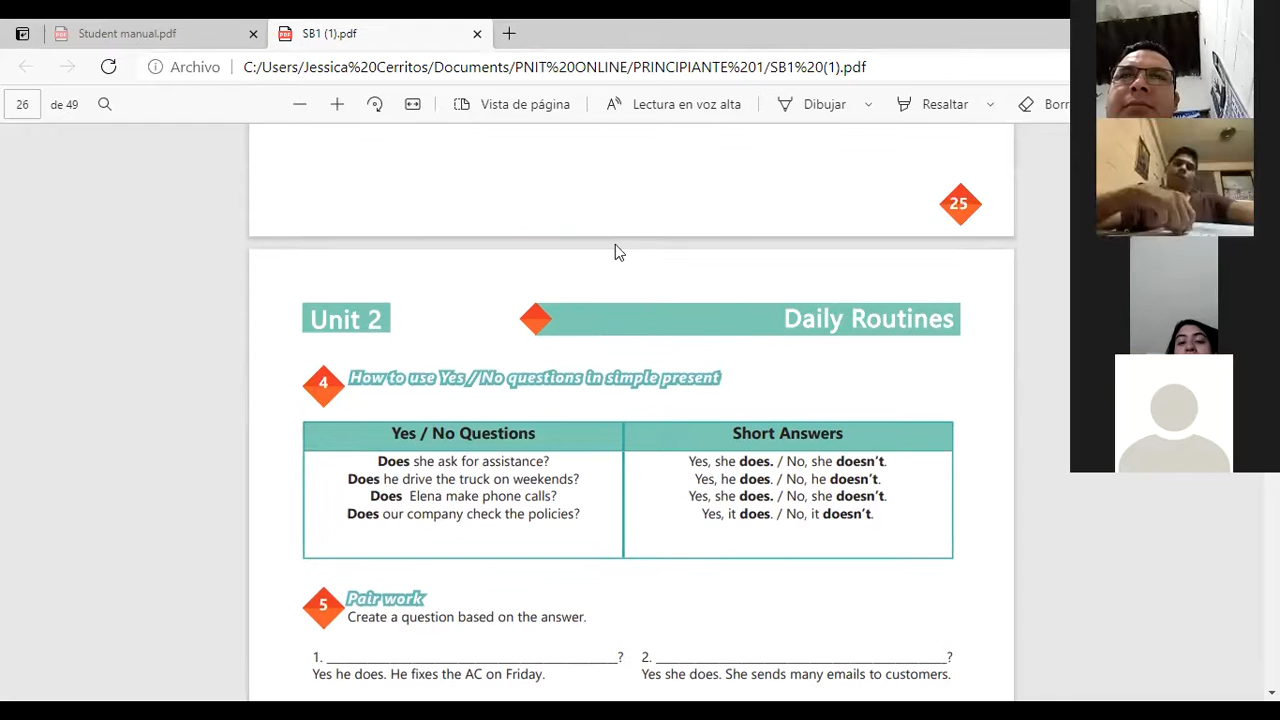 Student manual.pdf
SB1 (1).pdf
Archivo
C:/Users/Jessica%20Cerritos/Documents/PNIT%20ONLINE/PRINCIPIANTE%201/SB1%20(1).pdf
26 de 49
Vista de página
Lectura en voz alta
Dibujar
Resaltar
Borr
25
Unit 2
Daily Routines
4 How to use Yes / No questions in simple present
Yes / No Questions
Does she ask for assistance?
Does he drive the truck on weekends?
Does Elena make phone calls?
Does our company check the policies?
Short Answers
Yes, she does. / No, she doesn't.
Yes, he does. / No, he doesn't.
Yes, she does. / No, she doesn't.
Yes, it does. / No, it doesn't.
5 Pair work
Create a question based on the answer.
1. ______________________________________?
Yes he does. He fixes the AC on Friday.
2. ______________________________________?
Yes she does. She sends many emails to customers.